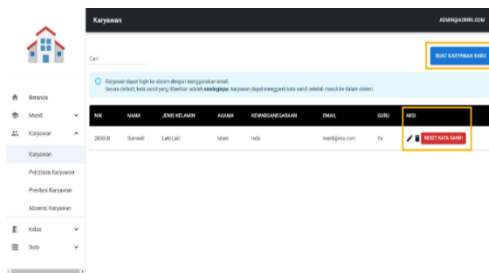 Karyawan
ADMIN@ADMIN.COM
Cari
BUAT KARYAWAN BARU
Karyawan dapat login ke sistem dengan menggunakan email.
Secara default, kata sandi yang diberikan adalah karyawan dapat mengganti kata sandi setelah masuk ke dalam sistem.
Beranda
Murid
Karyawan
Karyawan
Perizinan Karyawan
Prestasi Karyawan
Absensi Karyawan
Kelas
Data
NIK NAMA JENIS KELAMIN AGAMA KEWARGANEGARAAN EMAIL GURU AKSI
Laki-Laki Islam Indo Ya RESET KATA SANDI